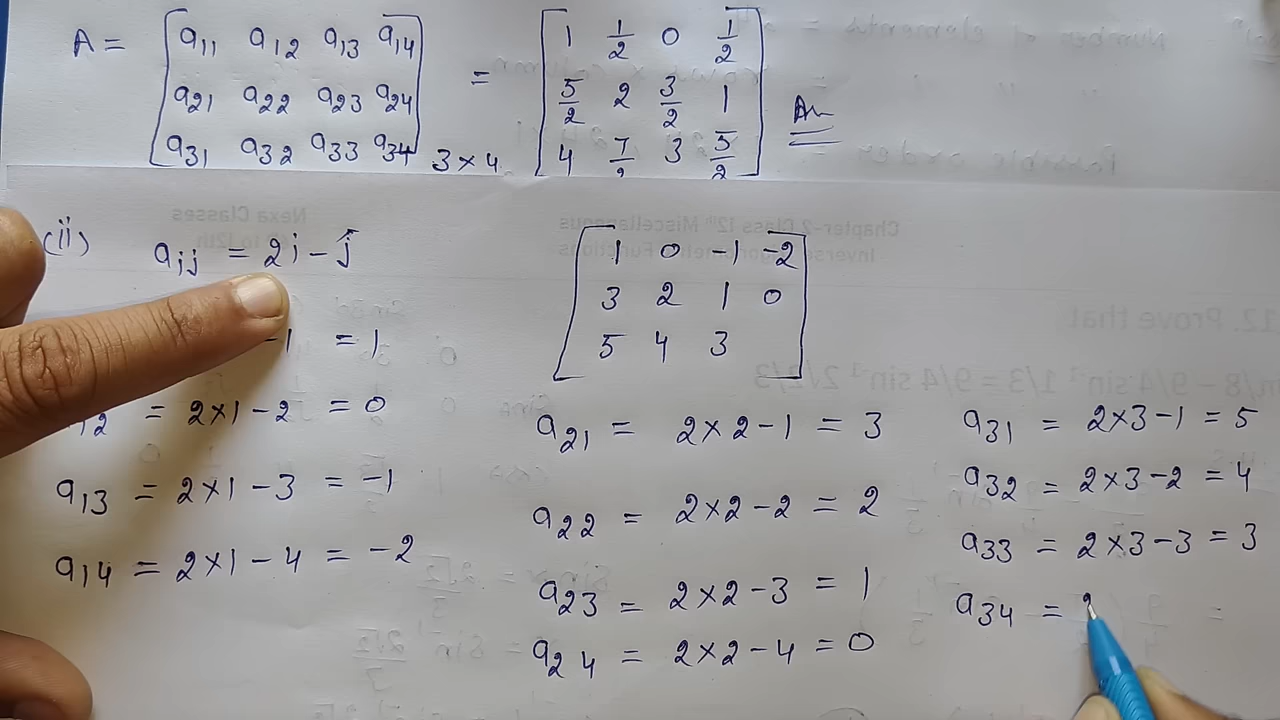 A = [ a11 a12 a13 a14 = [ 1 1/2 0 1/2
a21 a22 a23 a24 5/2 2 3/2 1 ] Ans
a31 a32 a33 a34 ] 3×4 4 7/2 3 5/2 ]
(ii) aij = 2i − j
[ 1 0 -1 -2
3 2 1 0
5 4 3 ]
-1 = 1
12 = 2×1 − 2 = 0
a13 = 2×1 − 3 = −1
a14 = 2×1 − 4 = −2
a21 = 2×2 − 1 = 3
a22 = 2×2 − 2 = 2
a23 = 2×2 − 3 = 1
a24 = 2×2 − 4 = 0
a31 = 2×3 − 1 = 5
a32 = 2×3 − 2 = 4
a33 = 2×3 − 3 = 3
a34 = 2